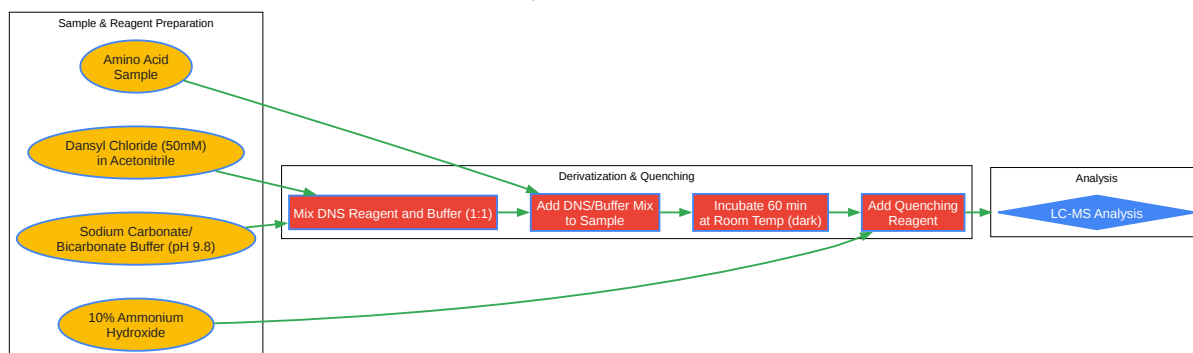 Sample & Reagent Preparation
Amino Acid
Sample
Dansyl Chloride (50mM)
in Acetonitrile
Sodium Carbonate/
Bicarbonate Buffer (pH 9.8)
10% Ammonium
Hydroxide
Derivatization & Quenching
Mix DNS Reagent and Buffer (1:1)
Add DNS/Buffer Mix
to Sample
Incubate 60 min
at Room Temp (dark)
Add Quenching
Reagent
Analysis
LC-MS Analysis